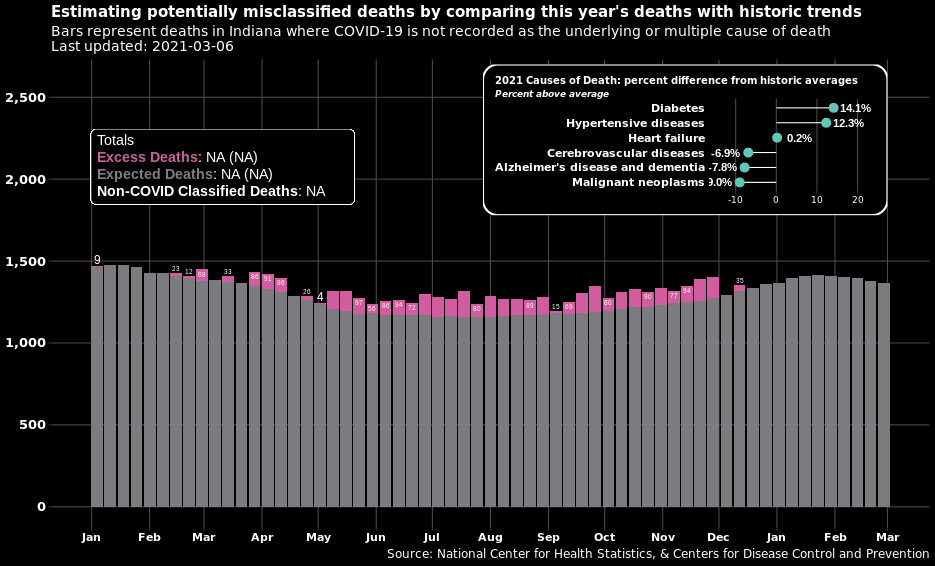 Estimating potentially misclassified deaths by comparing this year's deaths with historic trends
Bars represent deaths in Indiana where COVID-19 is not recorded as the underlying or multiple cause of death
Last updated: 2021-03-06
2021 Causes of Death: percent difference from historic averages
Percent above average
Diabetes 14.1%
Hypertensive diseases 12.3%
Heart failure 0.2%
Cerebrovascular diseases -6.9%
Alzheimer's disease and dementia -7.8%
Malignant neoplasms 9.0%
-10 0 10 20
Totals
Excess Deaths: NA (NA)
Expected Deaths: NA (NA)
Non-COVID Classified Deaths: NA
2,500
2,000
1,500
1,000
500
0
9 23 12 68 33 86 91 86 26 4 97 56 86 94 72 80 89 15 69 80 90 77 94 35
Jan Feb Mar Apr May Jun Jul Aug Sep Oct Nov Dec Jan Feb Mar
Source: National Center for Health Statistics, & Centers for Disease Control and Prevention